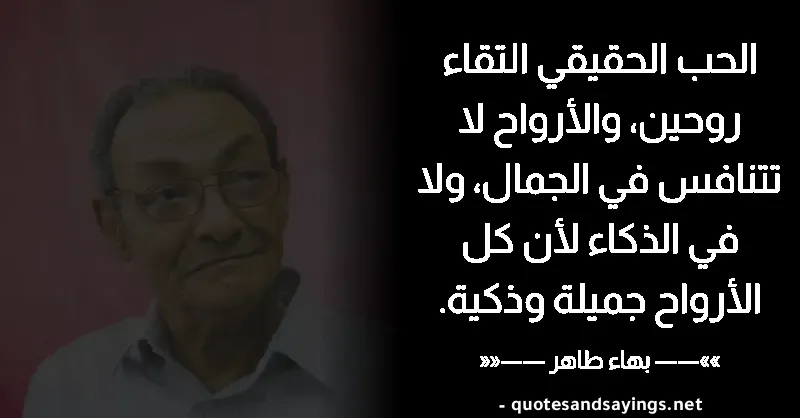 الحب الحقيقي التقاء
روحين، والأرواح لا
تتنافس في الجمال، ولا
في الذكاء لأن كل
الأرواح جميلة وذكية.
»»—— بهاء طاهر ——««
- quotesandsayings.net